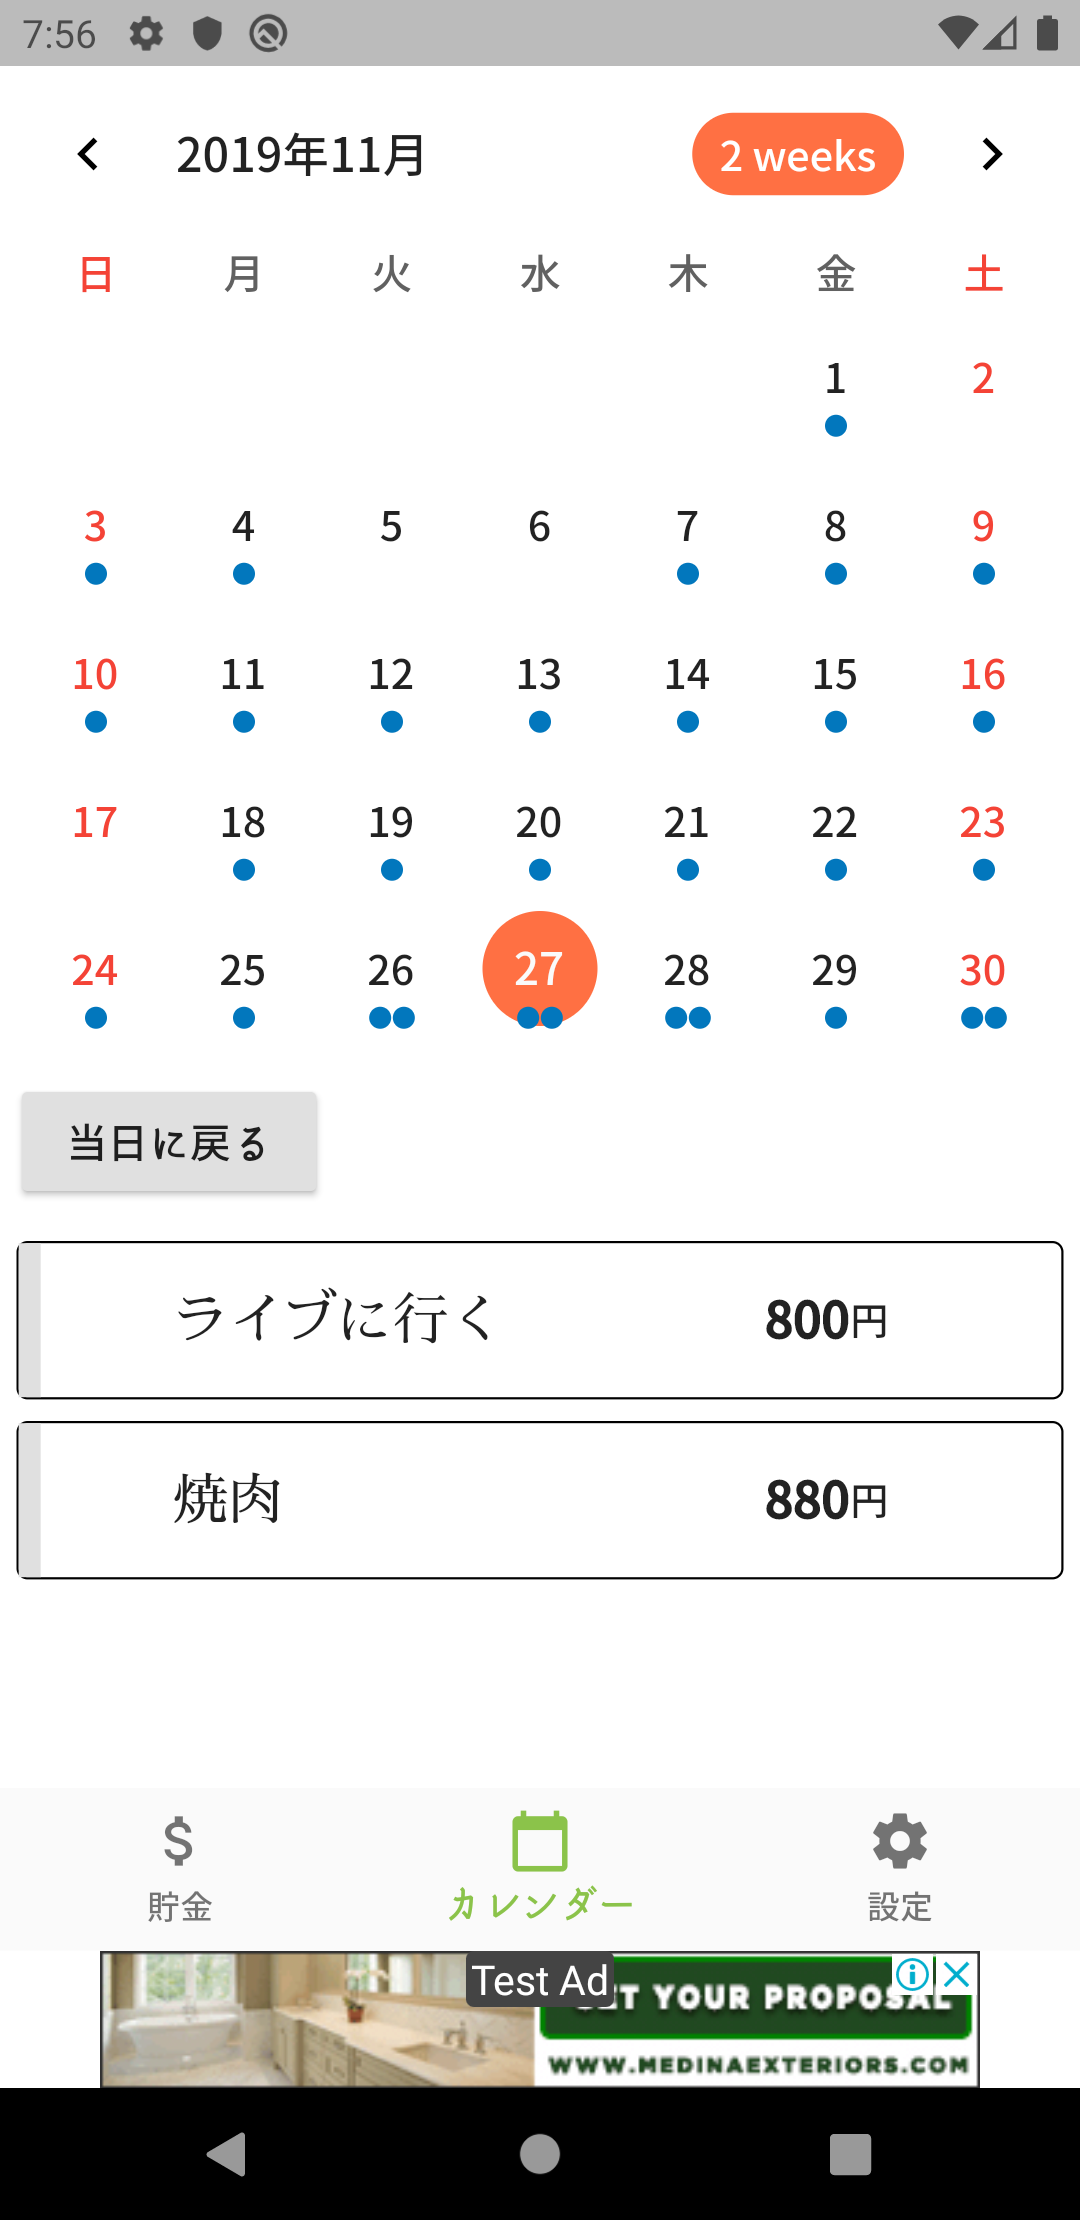 7:56
2019年11月
2 weeks
日 月 火 水 木 金 土
1 2
3 4 5 6 7 8 9
10 11 12 13 14 15 16
17 18 19 20 21 22 23
24 25 26 27 28 29 30
当日に戻る
ライブに行く 800円
焼肉 880円
貯金 カレンダー 設定
Test Ad
YOUR PROPOSAL
WWW.MEDINAEXTERIORS.COM